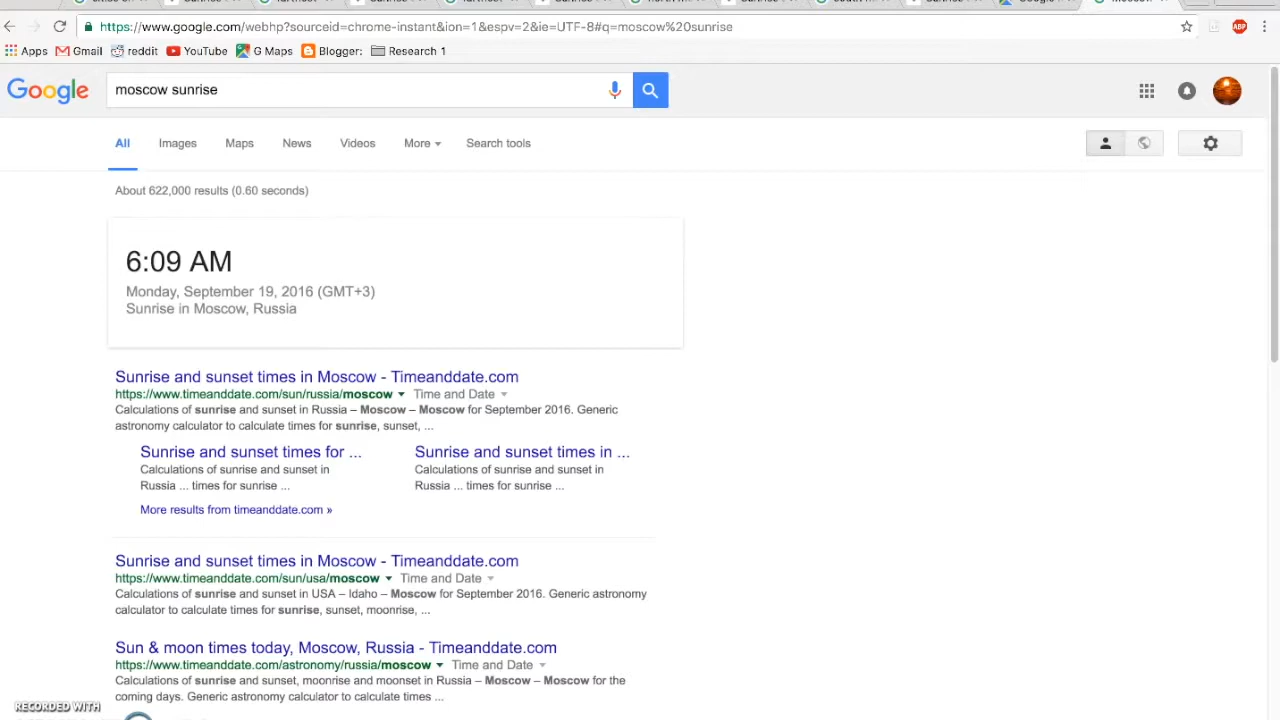 https://www.google.com/webhp?sourceid=chrome-instant&ion=1&espv=2&ie=UTF-8#q=moscow%20sunrise
Apps Gmail reddit YouTube G Maps Blogger: Research 1
Google moscow sunrise
All Images Maps News Videos More Search tools
About 622,000 results (0.60 seconds)
6:09 AM
Monday, September 19, 2016 (GMT+3)
Sunrise in Moscow, Russia
Sunrise and sunset times in Moscow - Timeanddate.com
https://www.timeanddate.com/sun/russia/moscow Time and Date
Calculations of sunrise and sunset in Russia – Moscow – Moscow for September 2016. Generic
astronomy calculator to calculate times for sunrise, sunset, ...
Sunrise and sunset times for ... Sunrise and sunset times in ...
Calculations of sunrise and sunset in Calculations of sunrise and sunset in
Russia ... times for sunrise ... Russia ... times for sunrise ...
More results from timeanddate.com »
Sunrise and sunset times in Moscow - Timeanddate.com
https://www.timeanddate.com/sun/usa/moscow Time and Date
Calculations of sunrise and sunset in USA – Idaho – Moscow for September 2016. Generic astronomy
calculator to calculate times for sunrise, sunset, moonrise, ...
Sun & moon times today, Moscow, Russia - Timeanddate.com
https://www.timeanddate.com/astronomy/russia/moscow Time and Date
Calculations of sunrise and sunset, moonrise and moonset in Russia – Moscow – Moscow for the
coming days. Generic astronomy calculator to calculate times ...
RECORDED WITH